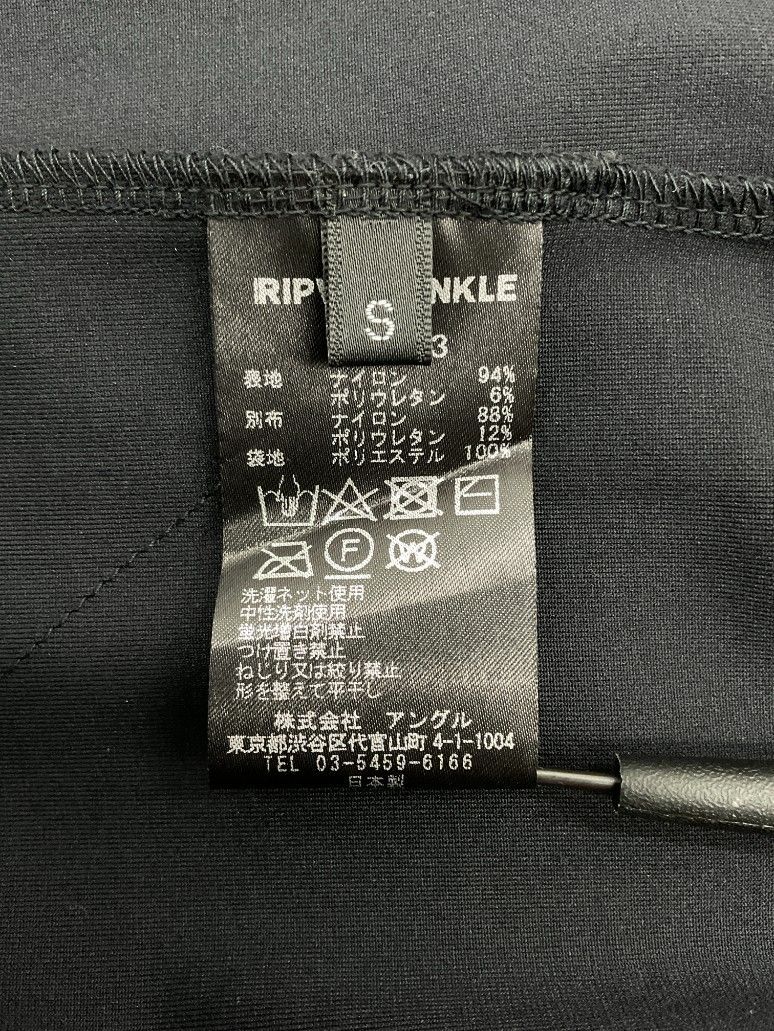 RIP NKLE
S
3
表地 ナイロン 94%
ポリウレタン 6%
別布 ナイロン 88%
ポリウレタン 12%
袋地 ポリエステル 100%
F
W
洗濯ネット使用
中性洗剤使用
蛍光増白剤禁止
つけ置き禁止
ねじり又は絞り禁止
形を整えて平干し
株式会社 アングル
東京都渋谷区代官山町 4-1-1004
TEL 03-5459-6166
日本製